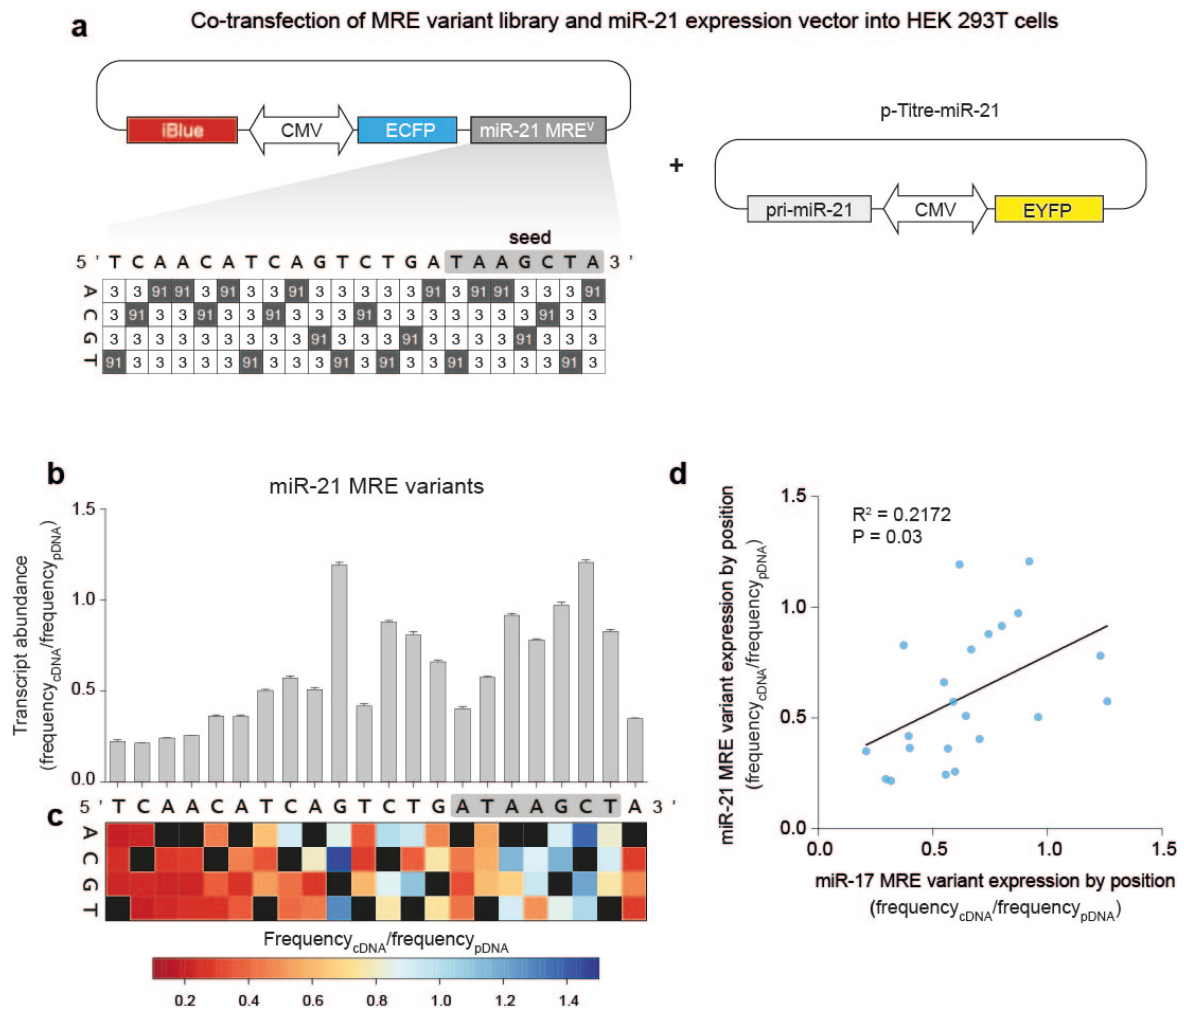 a
Co-transfection of MRE variant library and miR-21 expression vector into HEK 293T cells
iBlue CMV ECFP miR-21 MREV
+
p-Titre-miR-21
pri-miR-21 CMV EYFP
seed
5 ' T C A A C A T C A G T C T G A T A A G C T A 3 '
A 3 3 91 91 3 91 3 3 91 3 3 3 3 3 91 3 91 91 3 3 3 91
C 3 91 3 3 91 3 3 91 3 3 3 91 3 3 3 3 3 3 3 91 3 3
G 3 3 3 3 3 3 3 3 3 91 3 3 3 91 3 3 3 3 91 3 3 3
T 91 3 3 3 3 3 91 3 3 3 91 3 91 3 3 91 3 3 3 3 91 3
b
miR-21 MRE variants
Transcript abundance
(frequencycDNA/frequencypDNA)
1.5
1.0
0.5
0.0
5 ' T C A A C A T C A G T C T G A T A A G C T A 3 '
c
A
C
G
T
FrequencycDNA/frequencypDNA
0.2 0.4 0.6 0.8 1.0 1.2 1.4
d
miR-21 MRE variant expression by position
(frequencycDNA/frequencypDNA)
R2 = 0.2172
P = 0.03
1.5
1.0
0.5
0.0
0.0 0.5 1.0 1.5
miR-17 MRE variant expression by position
(frequencycDNA/frequencypDNA)